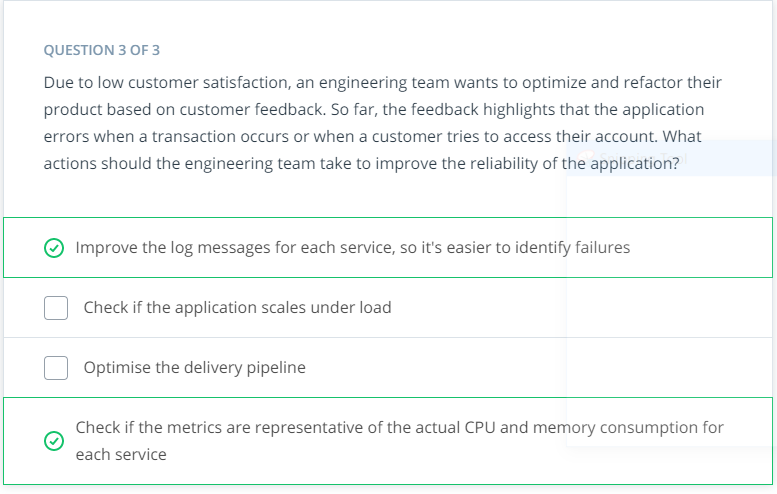 QUESTION 3 OF 3
Due to low customer satisfaction, an engineering team wants to optimize and refactor their
product based on customer feedback. So far, the feedback highlights that the application
errors when a transaction occurs or when a customer tries to access their account. What
actions should the engineering team take to improve the reliability of the application?
Improve the log messages for each service, so it's easier to identify failures
Check if the application scales under load
Optimise the delivery pipeline
Check if the metrics are representative of the actual CPU and memory consumption for
each service